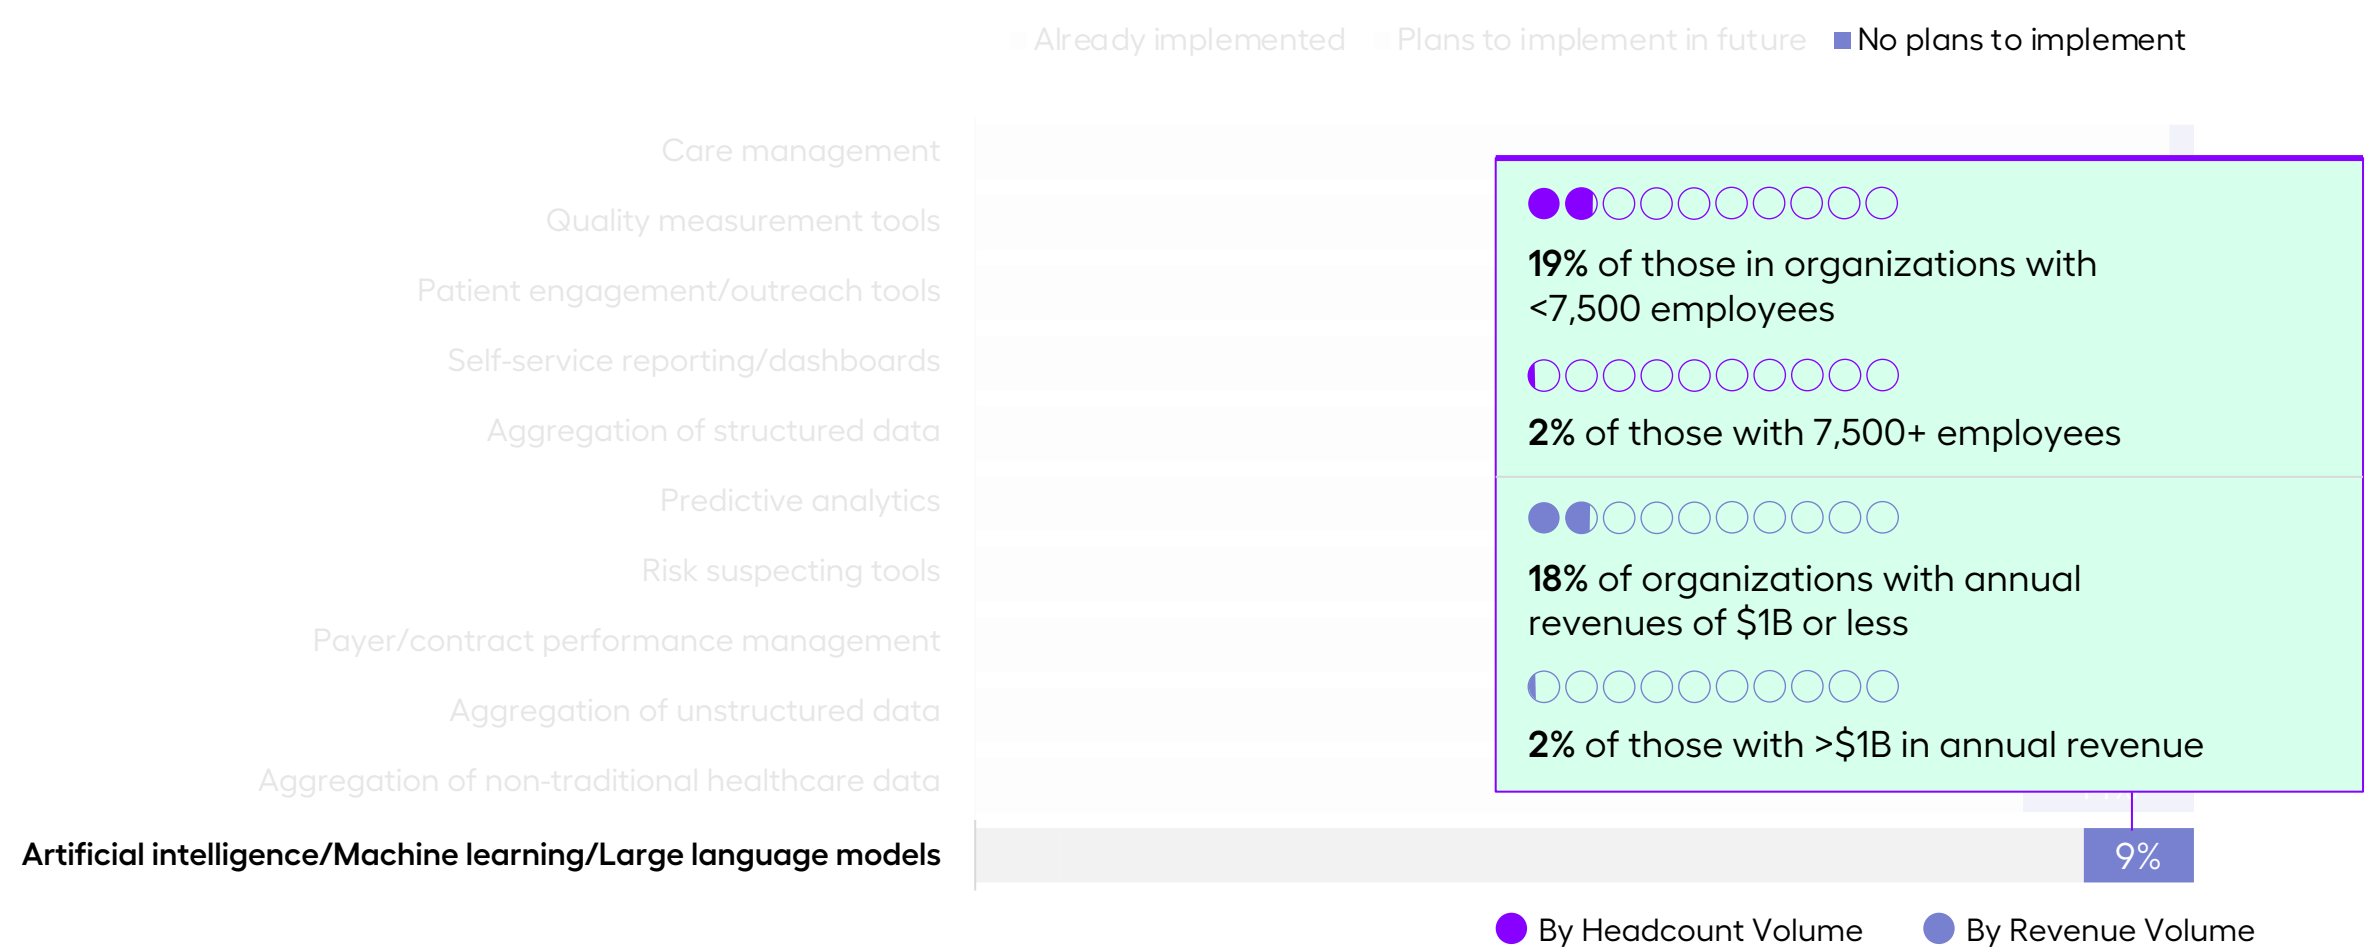 Already implemented Plans to implement in future No plans to implement
Care management
Quality measurement tools
Patient engagement/outreach tools
Self-service reporting/dashboards
Aggregation of structured data
Predictive analytics
Risk suspecting tools
Payer/contract performance management
Aggregation of unstructured data
Aggregation of non-traditional healthcare data
Artificial intelligence/Machine learning/Large language models
19% of those in organizations with
<7,500 employees
2% of those with 7,500+ employees
18% of organizations with annual
revenues of $1B or less
2% of those with >$1B in annual revenue
9%
By Headcount Volume By Revenue Volume